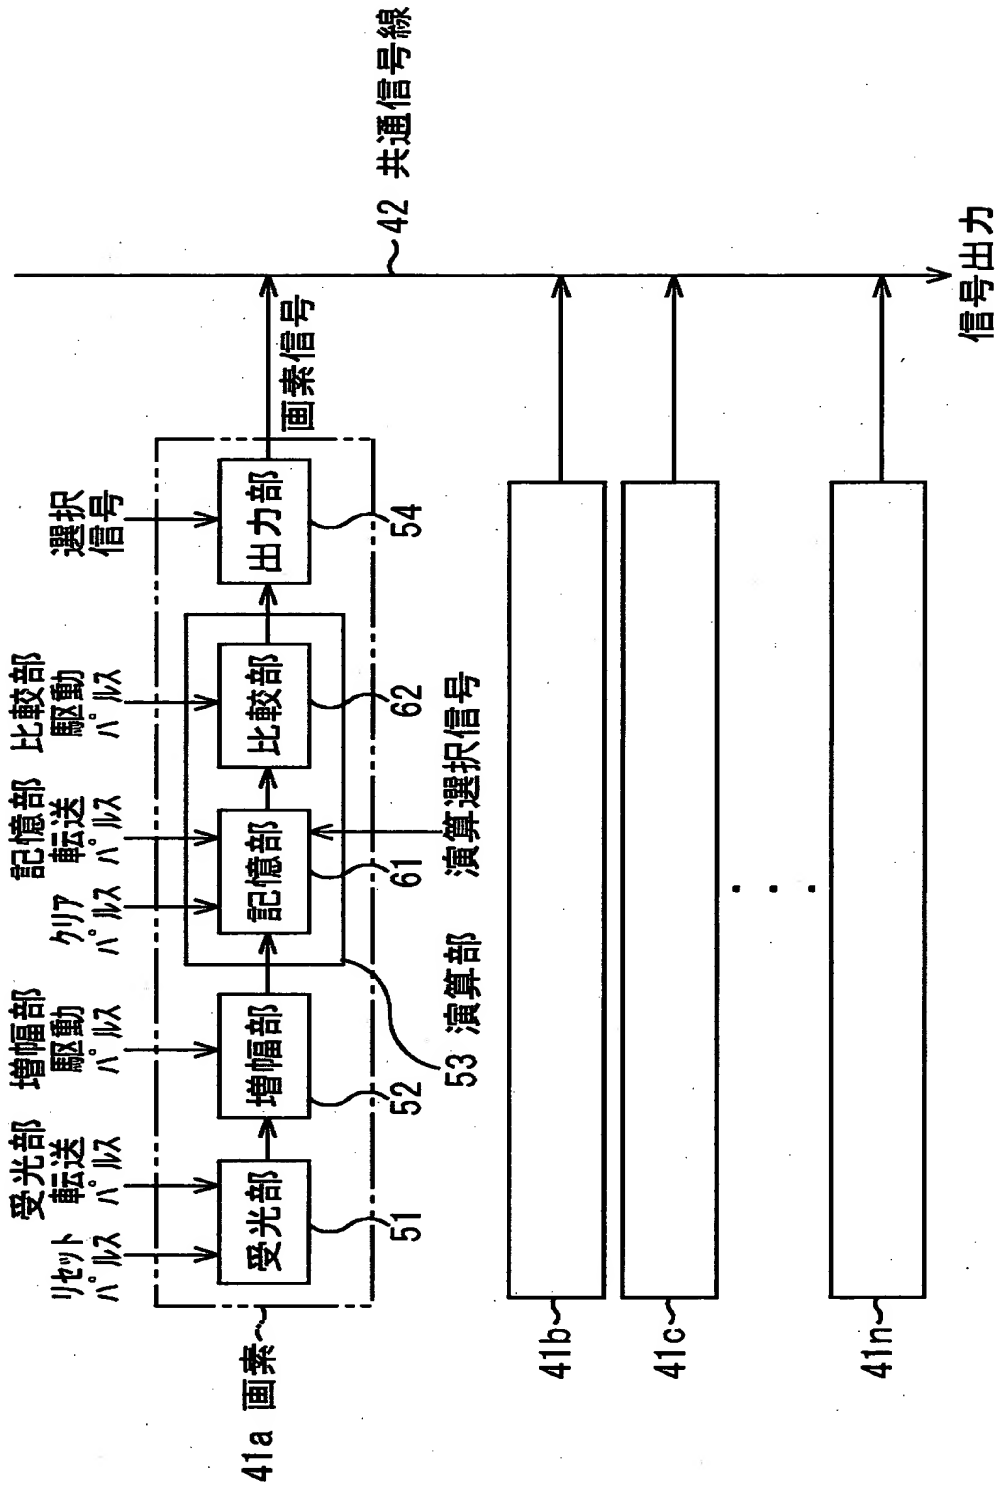 リセット
パルス
受光部
転送
パルス
増幅部
駆動
パルス
クリア
パルス
記憶部
転送
パルス
比較部
駆動
パルス
選択
信号
41a 画素
受光部
51
増幅部
52
記憶部
61
比較部
62
出力部
54
53 演算部
演算選択信号
画素信号
42 共通信号線
41b
41c
41n
信号出力